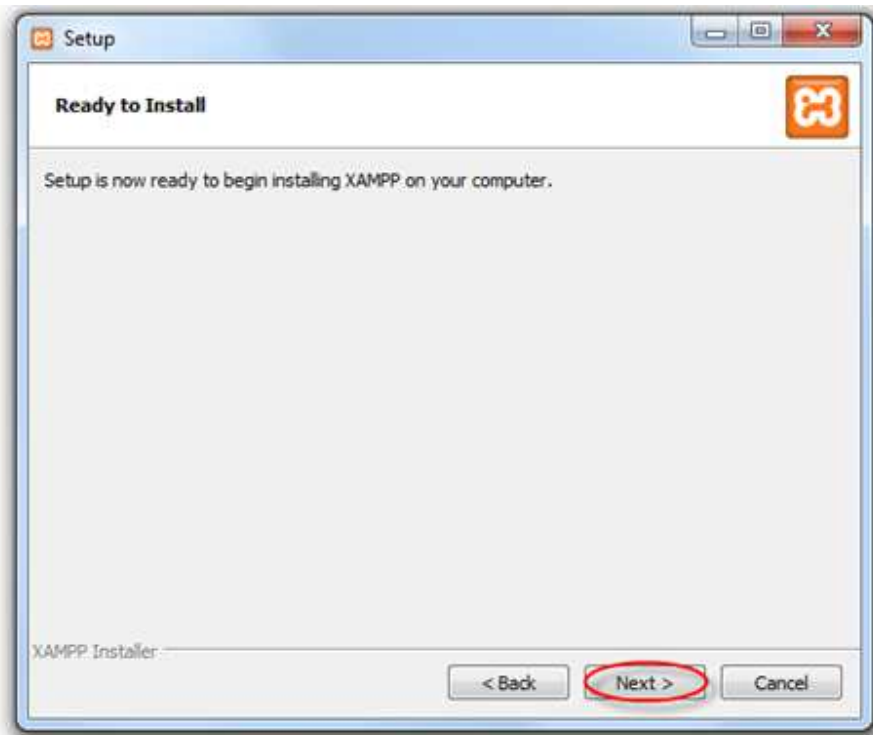 Setup
Ready to Install
Setup is now ready to begin installing XAMPP on your computer.
XAMPP Installer
< Back Next > Cancel